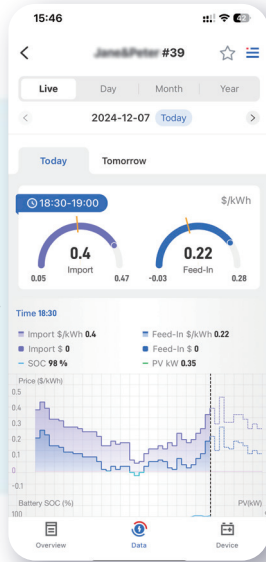 15:46
#39
Live Day Month Year
2024-12-07 Today
Today Tomorrow
18:30-19:00 $/kWh
0.4 0.22
Import Feed-In
0.05 0.47 -0.03 0.28
Time 18:30
Import $/kWh 0.4 Feed-In $/kWh 0.22
Import $ 0 Feed-In $ 0
SOC 98 % PV kW 0.35
Price ($/kWh)
0.5
0.4
0.3
0.2
0.1
0
-0.1
Battery SOC (%) PV(kW)
100
Overview Data Device